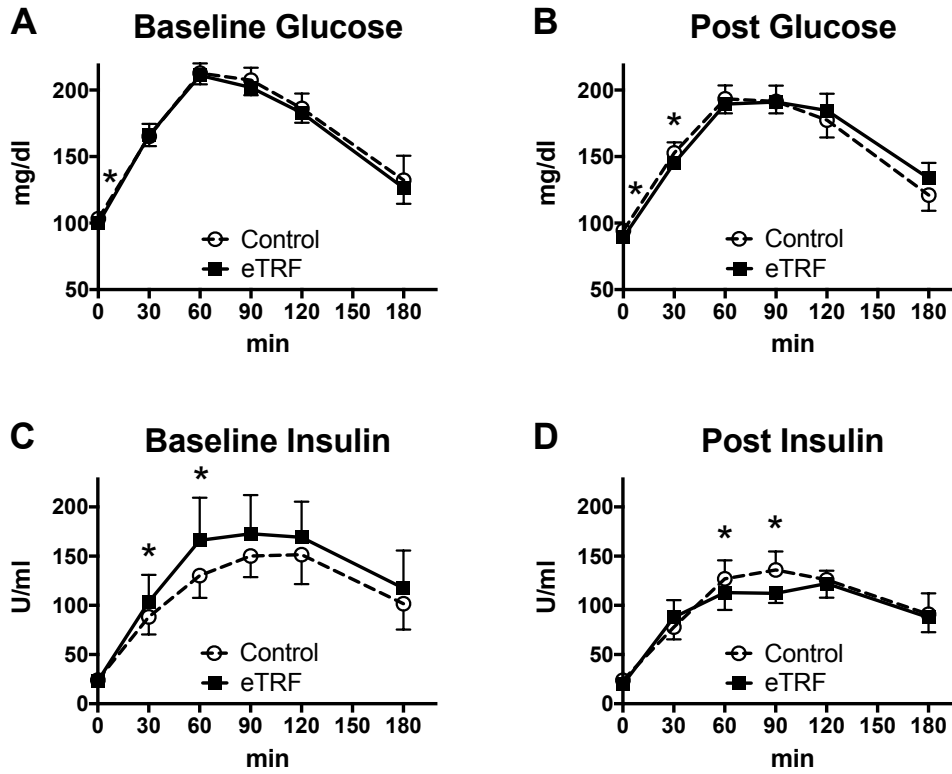 A Baseline Glucose
mg/dl
200
150
100
50
*
Control
eTRF
0 30 60 90 120 150 180
min
B Post Glucose
mg/dl
200
150
100
50
* *
Control
eTRF
0 30 60 90 120 150 180
min
C Baseline Insulin
U/ml
200
150
100
50
0
* *
Control
eTRF
0 30 60 90 120 150 180
min
D Post Insulin
U/ml
200
150
100
50
0
* *
Control
eTRF
0 30 60 90 120 150 180
min